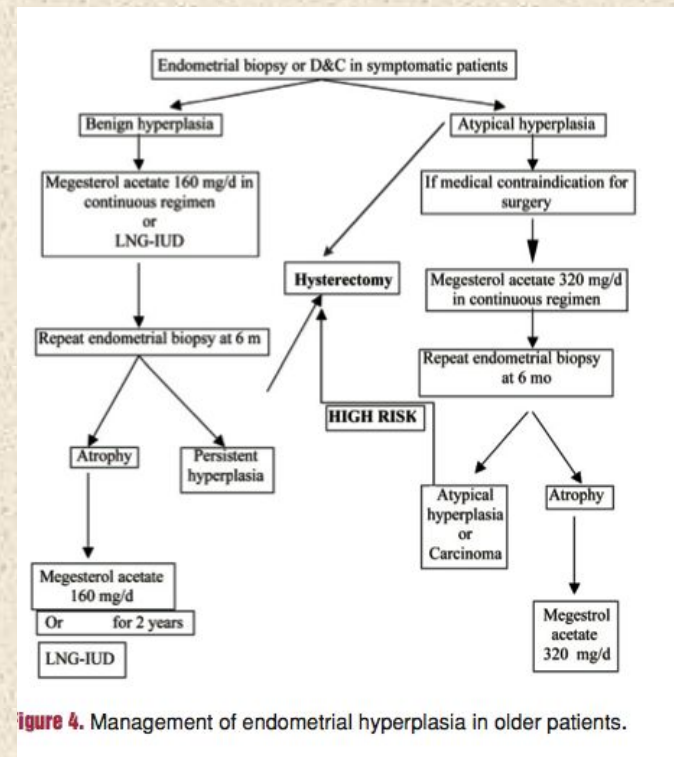 Endometrial biopsy or D&C in symptomatic patients
Benign hyperplasia
Atypical hyperplasia
Megesterol acetate 160 mg/d in
continuous regimen
or
LNG-IUD
If medical contraindication for
surgery
Hysterectomy
Megesterol acetate 320 mg/d
in continuous regimen
Repeat endometrial biopsy at 6 m
Repeat endometrial biopsy
at 6 mo
HIGH RISK
Atrophy
Persistent
hyperplasia
Atypical
hyperplasia
or
Carcinoma
Atrophy
Megesterol acetate
160 mg/d
Or for 2 years
LNG-IUD
Megestrol
acetate
320 mg/d
igure 4. Management of endometrial hyperplasia in older patients.